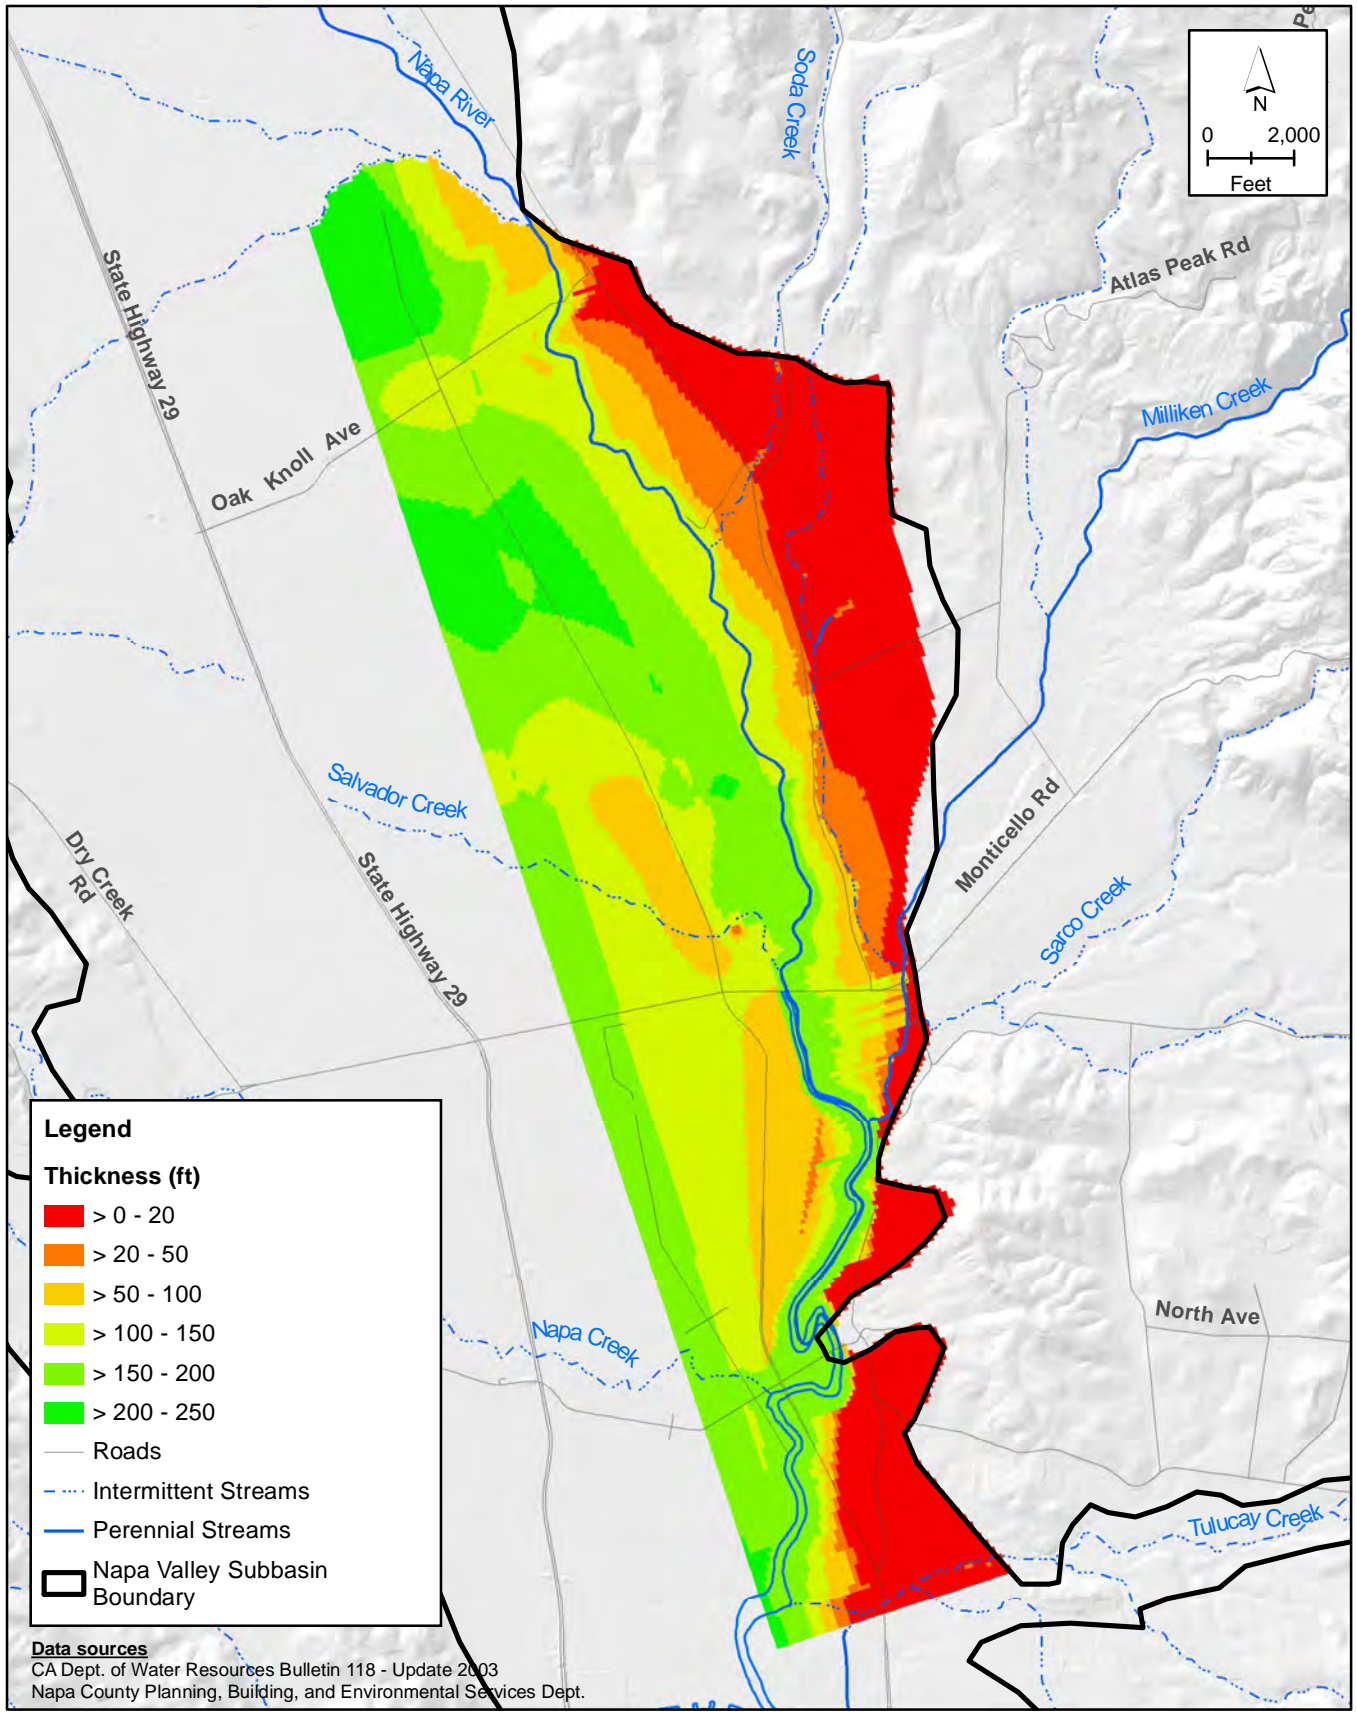 Pe
N
0 2,000
Feet
Napa River
Soda Creek
Atlas Peak Rd
State Highway 29
Milliken Creek
Oak Knoll Ave
Salvador Creek
Monticello Rd
Dry Creek
Rd
State Highway 29
Sarco Creek
Napa Creek
North Ave
Tulucay Creek
Legend
Thickness (ft)
> 0 - 20
> 20 - 50
> 50 - 100
> 100 - 150
> 150 - 200
> 200 - 250
Roads
Intermittent Streams
Perennial Streams
Napa Valley Subbasin
Boundary
Data sources
CA Dept. of Water Resources Bulletin 118 - Update 2003
Napa County Planning, Building, and Environmental Services Dept.